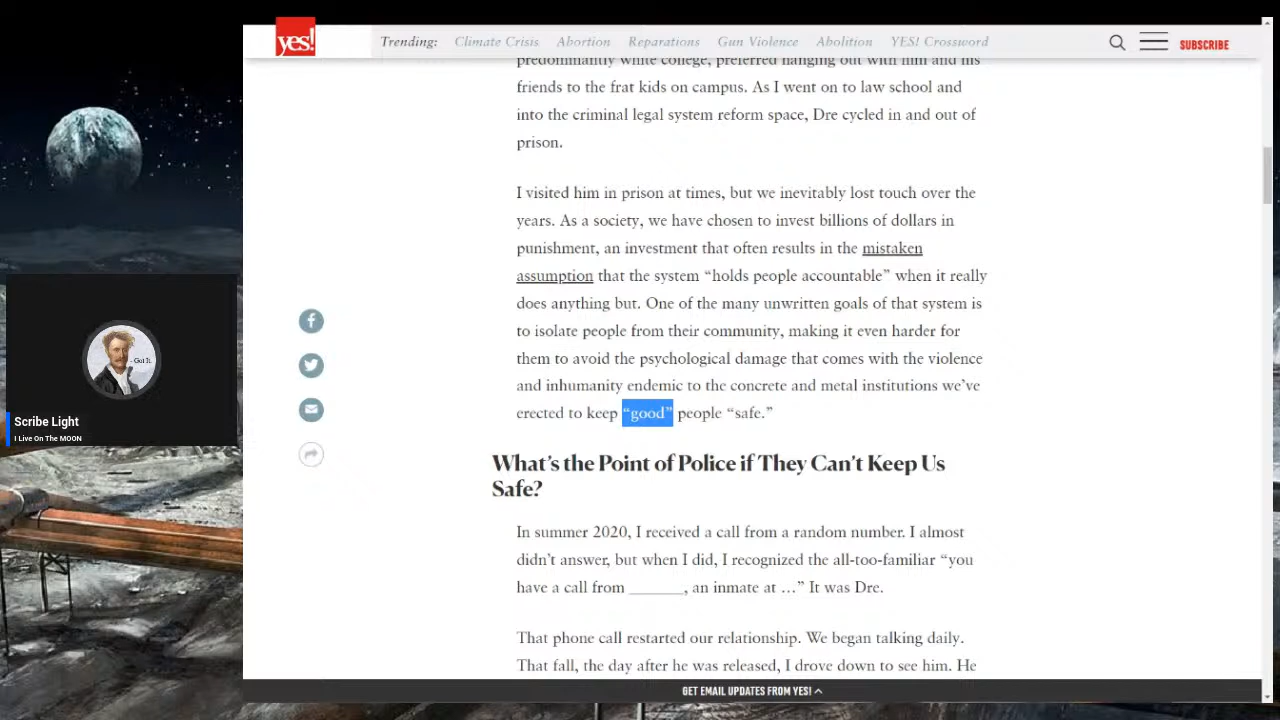 yes!
Trending: Climate Crisis Abortion Reparations Gun Violence Abolition YES! Crossword
SUBSCRIBE
predominantly white college, preferred hanging out with him and his
friends to the frat kids on campus. As I went on to law school and
into the criminal legal system reform space, Dre cycled in and out of
prison.
I visited him in prison at times, but we inevitably lost touch over the
years. As a society, we have chosen to invest billions of dollars in
punishment, an investment that often results in the mistaken
assumption that the system “holds people accountable” when it really
does anything but. One of the many unwritten goals of that system is
to isolate people from their community, making it even harder for
them to avoid the psychological damage that comes with the violence
and inhumanity endemic to the concrete and metal institutions we’ve
erected to keep “good” people “safe.”
What’s the Point of Police if They Can’t Keep Us
Safe?
In summer 2020, I received a call from a random number. I almost
didn’t answer, but when I did, I recognized the all-too-familiar “you
have a call from ______, an inmate at …” It was Dre.
That phone call restarted our relationship. We began talking daily.
That fall, the day after he was released, I drove down to see him. He
GET EMAIL UPDATES FROM YES!
- Got It.
Scribe Light
I Live On The MOON